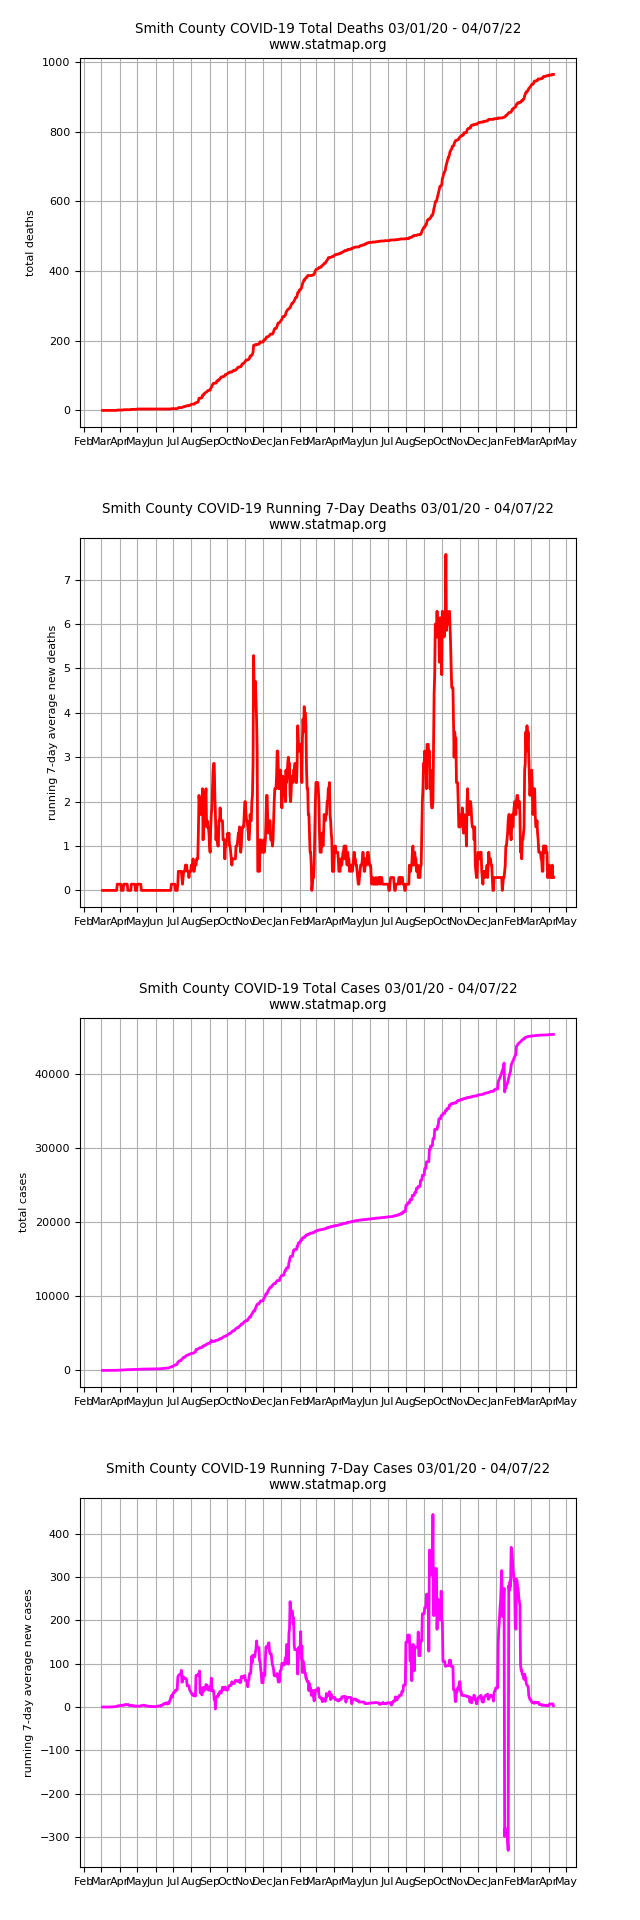 Smith County COVID-19 Total Deaths 03/01/20 - 04/07/22
www.statmap.org
1000
800
600
400
200
0
total deaths
Feb Mar Apr May Jun Jul Aug Sep Oct Nov Dec Jan Feb Mar Apr May Jun Jul Aug Sep Oct Nov Dec Jan Feb Mar Apr May
Smith County COVID-19 Running 7-Day Deaths 03/01/20 - 04/07/22
www.statmap.org
7
6
5
4
3
2
1
0
running 7-day average new deaths
Feb Mar Apr May Jun Jul Aug Sep Oct Nov Dec Jan Feb Mar Apr May Jun Jul Aug Sep Oct Nov Dec Jan Feb Mar Apr May
Smith County COVID-19 Total Cases 03/01/20 - 04/07/22
www.statmap.org
40000
30000
20000
10000
0
total cases
Feb Mar Apr May Jun Jul Aug Sep Oct Nov Dec Jan Feb Mar Apr May Jun Jul Aug Sep Oct Nov Dec Jan Feb Mar Apr May
Smith County COVID-19 Running 7-Day Cases 03/01/20 - 04/07/22
www.statmap.org
400
300
200
100
0
−100
−200
−300
running 7-day average new cases
Feb Mar Apr May Jun Jul Aug Sep Oct Nov Dec Jan Feb Mar Apr May Jun Jul Aug Sep Oct Nov Dec Jan Feb Mar Apr May